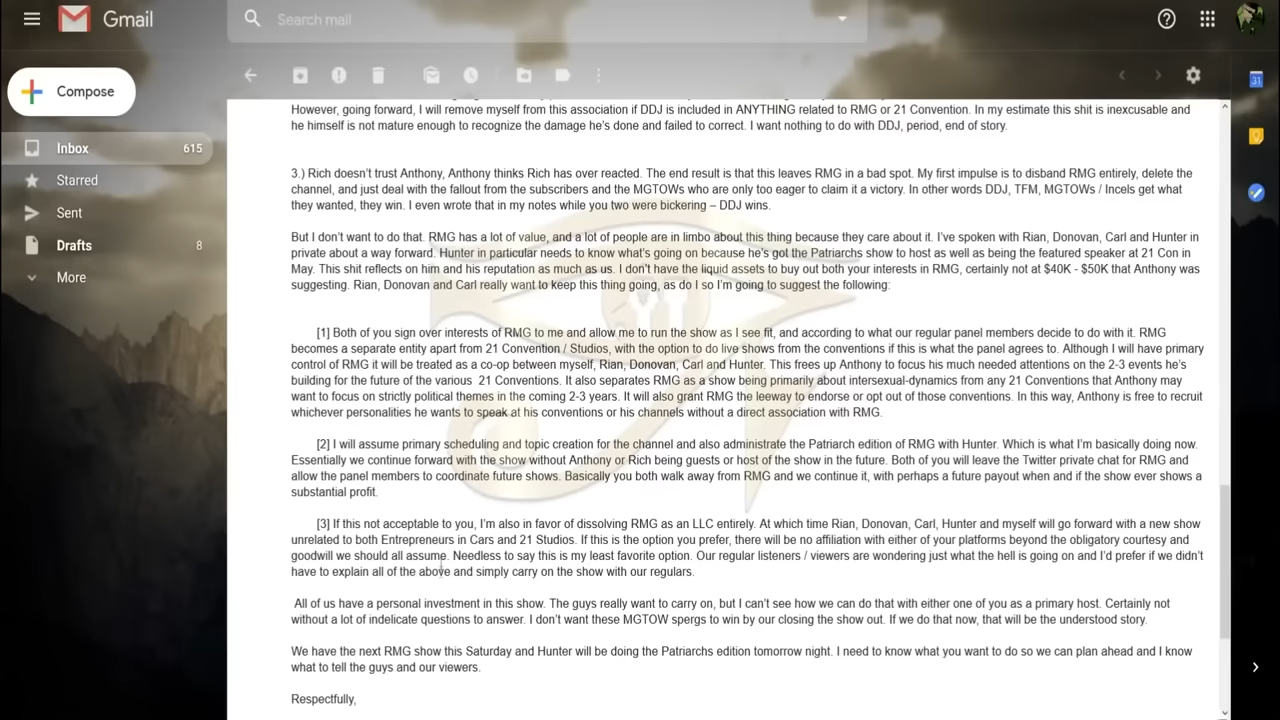 Gmail
Search mail
Compose
Inbox 615
Starred
Sent
Drafts 8
More
31
However, going forward, I will remove myself from this association if DDJ is included in ANYTHING related to RMG or 21 Convention. In my estimate this shit is inexcusable and
he himself is not mature enough to recognize the damage he's done and failed to correct. I want nothing to do with DDJ, period, end of story.
3.) Rich doesn't trust Anthony, Anthony thinks Rich has over reacted. The end result is that this leaves RMG in a bad spot. My first impulse is to disband RMG entirely, delete the
channel, and just deal with the fallout from the subscribers and the MGTOWs who are only too eager to claim it a victory. In other words DDJ, TFM, MGTOWs / Incels get what
they wanted, they win. I even wrote that in my notes while you two were bickering – DDJ wins.
But I don't want to do that. RMG has a lot of value, and a lot of people are in limbo about this thing because they care about it. I've spoken with Rian, Donovan, Carl and Hunter in
private about a way forward. Hunter in particular needs to know what's going on because he's got the Patriarchs show to host as well as being the featured speaker at 21 Con in
May. This shit reflects on him and his reputation as much as us. I don't have the liquid assets to buy out both your interests in RMG, certainly not at $40K - $50K that Anthony was
suggesting. Rian, Donovan and Carl really want to keep this thing going, as do I so I'm going to suggest the following:
[1] Both of you sign over interests of RMG to me and allow me to run the show as I see fit, and according to what our regular panel members decide to do with it. RMG
becomes a separate entity apart from 21 Convention / Studios, with the option to do live shows from the conventions if this is what the panel agrees to. Although I will have primary
control of RMG it will be treated as a co-op between myself, Rian, Donovan, Carl and Hunter. This frees up Anthony to focus his much needed attentions on the 2-3 events he's
building for the future of the various 21 Conventions. It also separates RMG as a show being primarily about intersexual-dynamics from any 21 Conventions that Anthony may
want to focus on strictly political themes in the coming 2-3 years. It will also grant RMG the leeway to endorse or opt out of those conventions. In this way, Anthony is free to recruit
whichever personalities he wants to speak at his conventions or his channels without a direct association with RMG.
[2] I will assume primary scheduling and topic creation for the channel and also administrate the Patriarch edition of RMG with Hunter. Which is what I'm basically doing now.
Essentially we continue forward with the show without Anthony or Rich being guests or host of the show in the future. Both of you will leave the Twitter private chat for RMG and
allow the panel members to coordinate future shows. Basically you both walk away from RMG and we continue it, with perhaps a future payout when and if the show ever shows a
substantial profit.
[3] If this not acceptable to you, I'm also in favor of dissolving RMG as an LLC entirely. At which time Rian, Donovan, Carl, Hunter and myself will go forward with a new show
unrelated to both Entrepreneurs in Cars and 21 Studios. If this is the option you prefer, there will be no affiliation with either of your platforms beyond the obligatory courtesy and
goodwill we should all assume. Needless to say this is my least favorite option. Our regular listeners / viewers are wondering just what the hell is going on and I'd prefer if we didn't
have to explain all of the above and simply carry on the show with our regulars.
All of us have a personal investment in this show. The guys really want to carry on, but I can't see how we can do that with either one of you as a primary host. Certainly not
without a lot of indelicate questions to answer. I don't want these MGTOW spergs to win by our closing the show out. If we do that now, that will be the understood story.
We have the next RMG show this Saturday and Hunter will be doing the Patriarchs edition tomorrow night. I need to know what you want to do so we can plan ahead and I know
what to tell the guys and our viewers.
Respectfully,